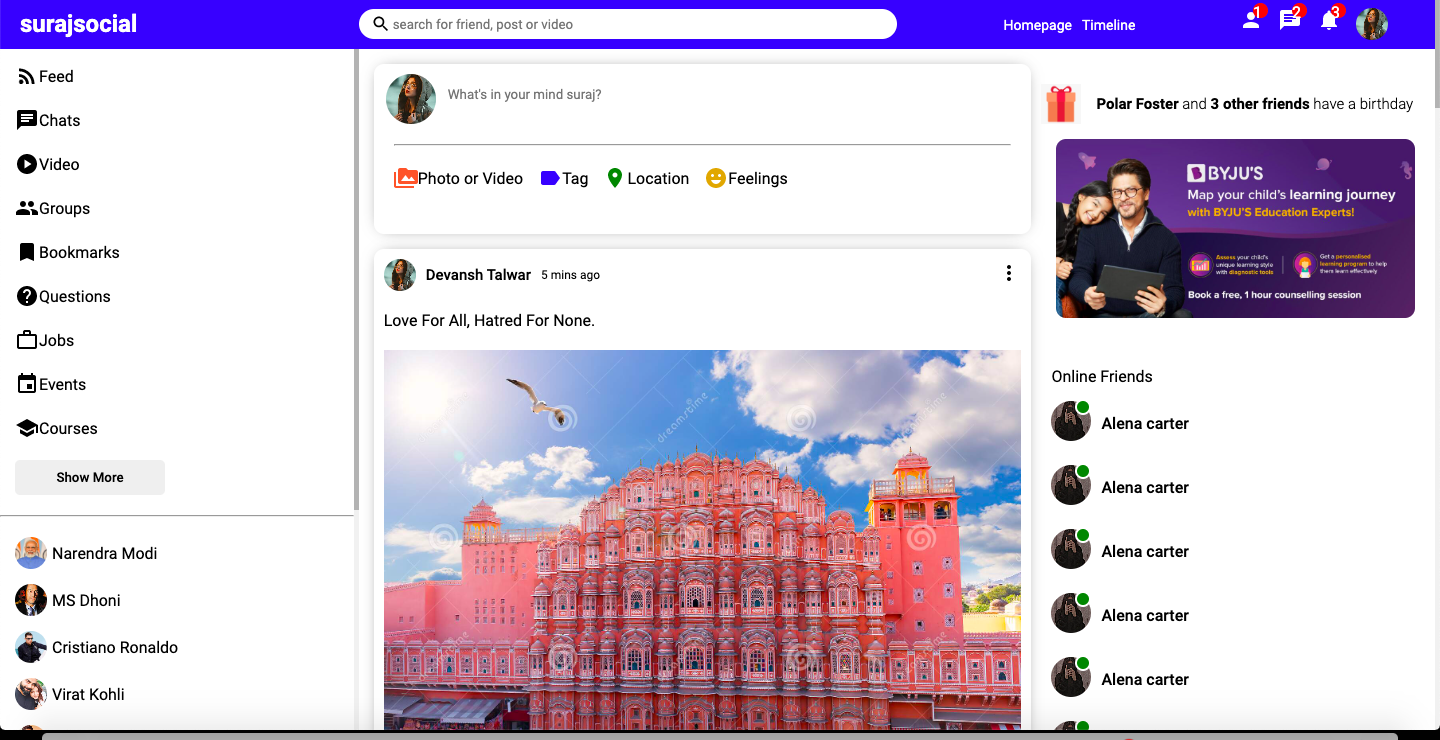 surajsocial
search for friend, post or video
Homepage Timeline
1
2
3
Feed
Chats
Video
Groups
Bookmarks
Questions
Jobs
Events
Courses
Show More
Narendra Modi
MS Dhoni
Cristiano Ronaldo
Virat Kohli
What's in your mind suraj?
Photo or Video Tag Location Feelings
Devansh Talwar 5 mins ago
Love For All, Hatred For None.
dreamstime
Polar Foster and 3 other friends have a birthday
BYJU'S
Map your child's learning journey
with BYJU'S Education Experts!
Assess your child's
unique learning style
with diagnostic tools
Get a personalised
learning program to help
them learn effectively
Book a free, 1 hour counselling session
Online Friends
Alena carter
Alena carter
Alena carter
Alena carter
Alena carter